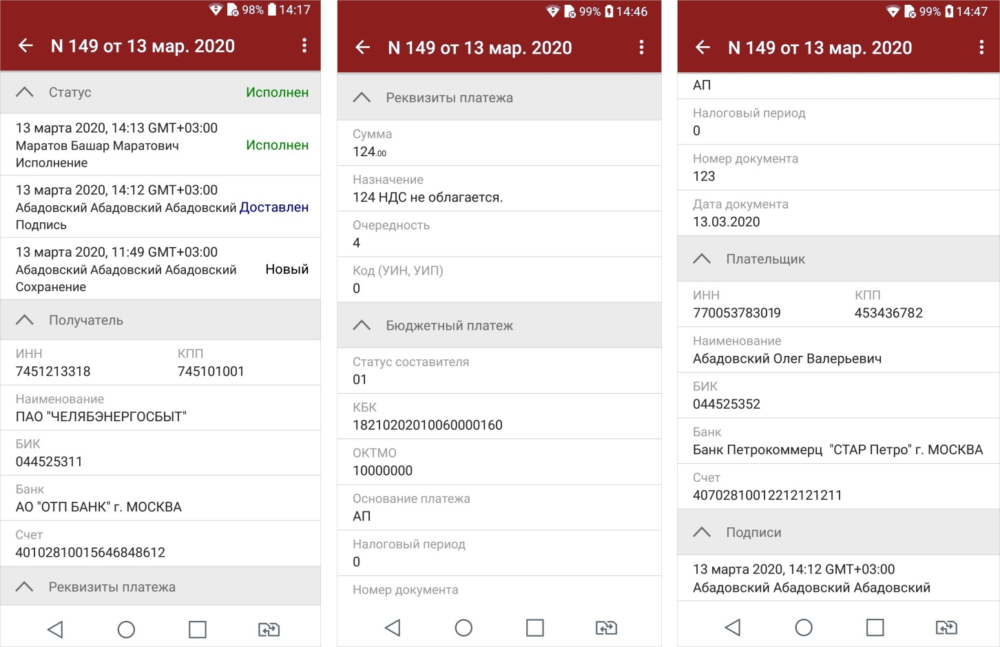 98% 14:17
N 149 от 13 мар. 2020
Статус Исполнен
13 марта 2020, 14:13 GMT+03:00
Маратов Башар Маратович Исполнен
Исполнение
13 марта 2020, 14:12 GMT+03:00
Абадовский Абадовский Абадовский Доставлен
Подпись
13 марта 2020, 11:49 GMT+03:00
Абадовский Абадовский Абадовский Новый
Сохранение
Получатель
ИНН КПП
7451213318 745101001
Наименование
ПАО "ЧЕЛЯБЭНЕРГОСБЫТ"
БИК
044525311
Банк
АО "ОТП БАНК" г. МОСКВА
Счет
40102810015646848612
Реквизиты платежа
99% 14:46
N 149 от 13 мар. 2020
Реквизиты платежа
Сумма
124.00
Назначение
124 НДС не облагается.
Очередность
4
Код (УИН, УИП)
0
Бюджетный платеж
Статус составителя
01
КБК
18210202010060000160
ОКТМО
10000000
Основание платежа
АП
Налоговый период
0
Номер документа
99% 14:47
N 149 от 13 мар. 2020
АП
Налоговый период
0
Номер документа
123
Дата документа
13.03.2020
Плательщик
ИНН КПП
770053783019 453436782
Наименование
Абадовский Олег Валерьевич
БИК
044525352
Банк
Банк Петрокоммерц "СТАР Петро" г. МОСКВА
Счет
40702810012212121211
Подписи
13 марта 2020, 14:12 GMT+03:00
Абадовский Абадовский Абадовский